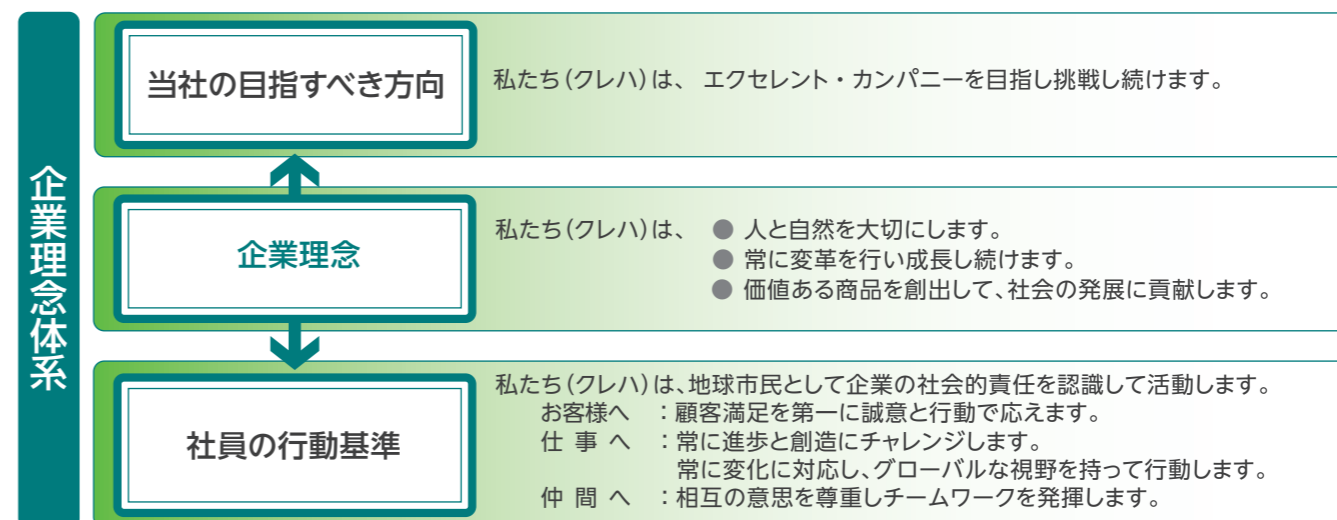 企業理念体系
当社の目指すべき方向
私たち(クレハ)は、 エクセレント・カンパニーを目指し挑戦し続けます。
企業理念
私たち(クレハ)は、 ● 人と自然を大切にします。
● 常に変革を行い成長し続けます。
● 価値ある商品を創出して、社会の発展に貢献します。
社員の行動基準
私たち(クレハ)は、地球市民として企業の社会的責任を認識して活動します。
お客様へ :顧客満足を第一に誠意と行動で応えます。
仕 事 へ :常に進歩と創造にチャレンジします。
常に変化に対応し、グローバルな視野を持って行動します。
仲 間 へ :相互の意思を尊重しチームワークを発揮します。